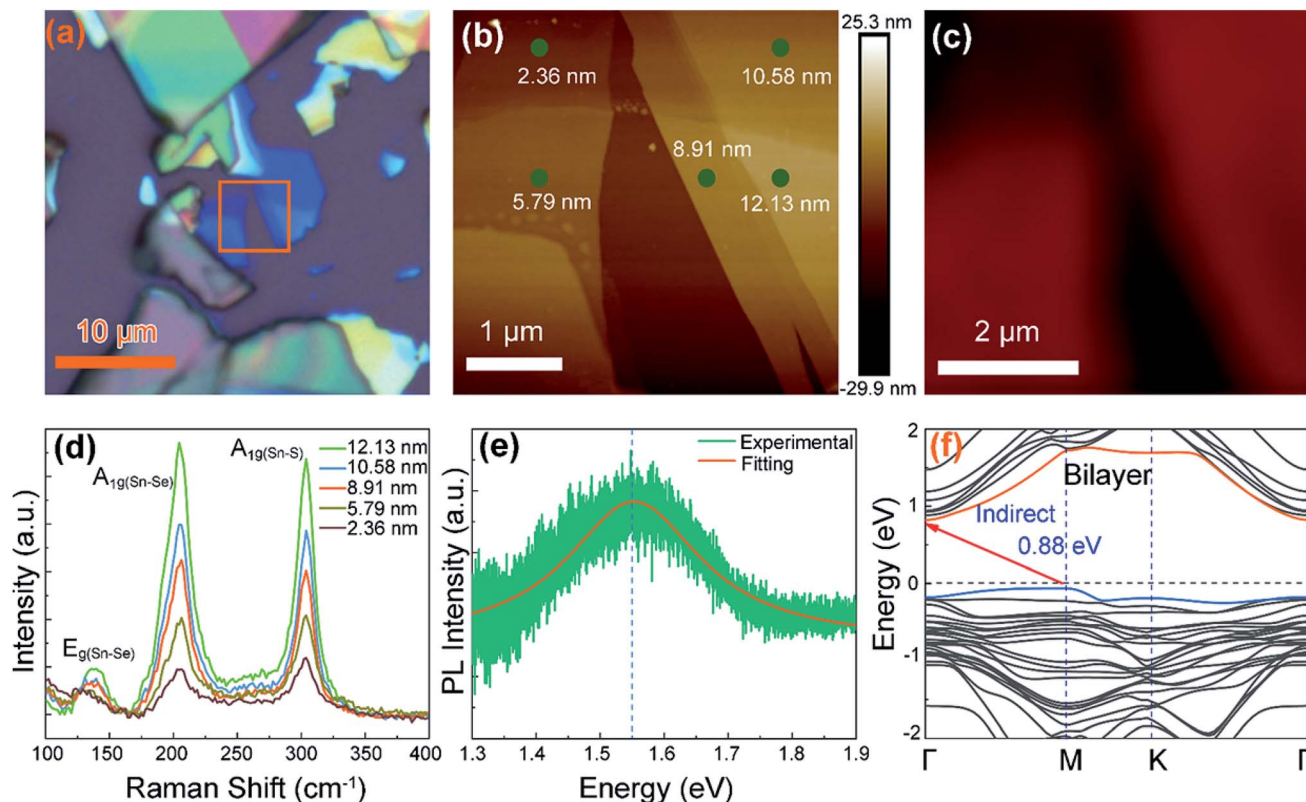 (a)
10 μm
(b)
2.36 nm
10.58 nm
8.91 nm
5.79 nm
12.13 nm
1 μm
25.3 nm
-29.9 nm
(c)
2 μm
(d)
A1g(Sn-Se)
A1g(Sn-S)
Eg(Sn-Se)
12.13 nm
10.58 nm
8.91 nm
5.79 nm
2.36 nm
Intensity (a.u.)
100 150 200 250 300 350 400
Raman Shift (cm-1)
(e)
Experimental
Fitting
PL Intensity (a.u.)
1.3 1.4 1.5 1.6 1.7 1.8 1.9
Energy (eV)
(f)
Bilayer
Indirect
0.88 eV
Energy (eV)
2
1
0
-1
-2
Γ M K Γ